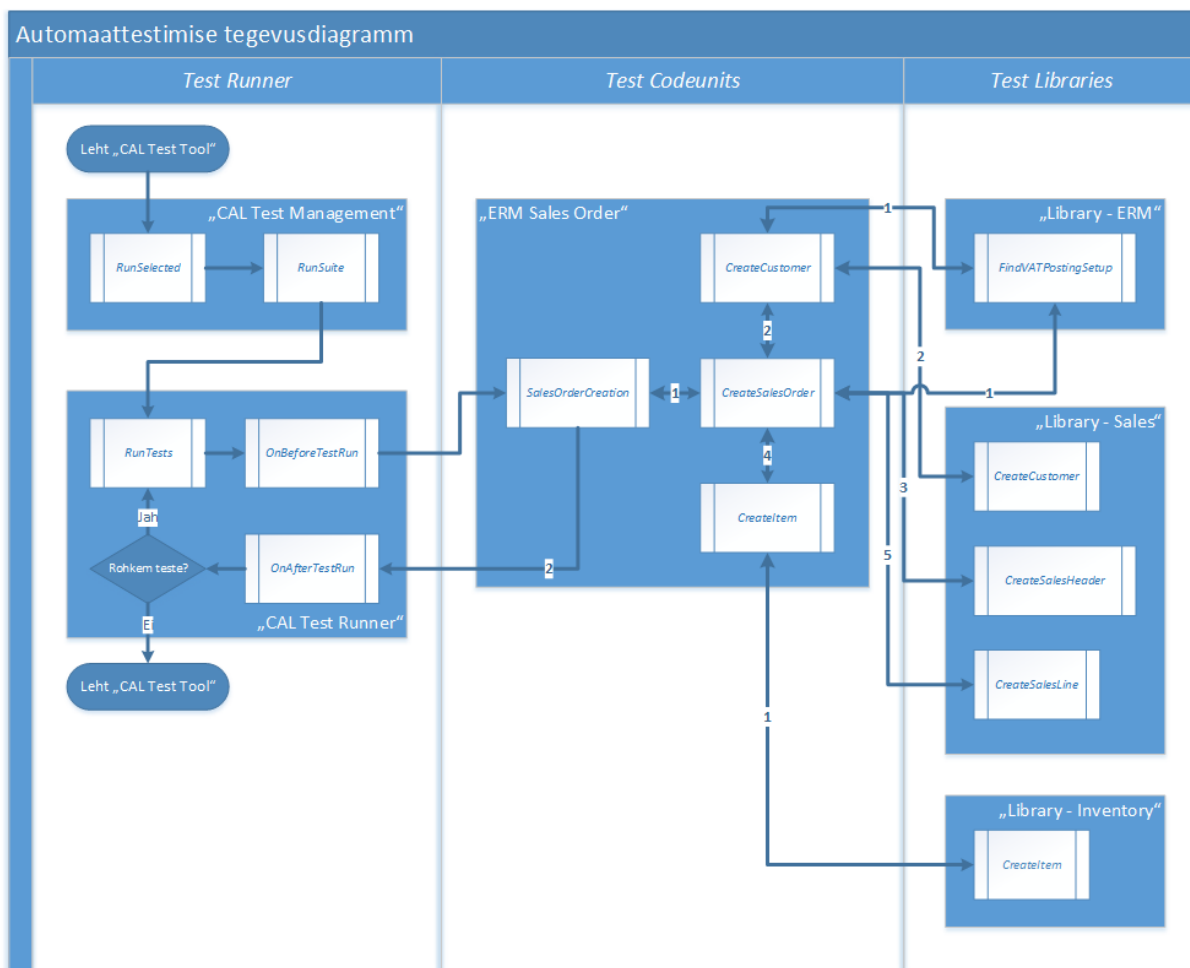 Automaattestimise tegevusdiagramm
Test Runner
Test Codeunits
Test Libraries
Leht „CAL Test Tool“
„CAL Test Management“
RunSelected
RunSuite
RunTests
OnBeforeTestRun
Jah
Rohkem teste?
OnAfterTestRun
Ei
„CAL Test Runner“
Leht „CAL Test Tool“
„ERM Sales Order“
CreateCustomer
2
SalesOrderCreation
1
CreateSalesOrder
4
CreateItem
2
1
1
2
1
3
5
„Library - ERM“
FindVATPostingSetup
„Library - Sales“
CreateCustomer
CreateSalesHeader
CreateSalesLine
„Library - Inventory“
CreateItem